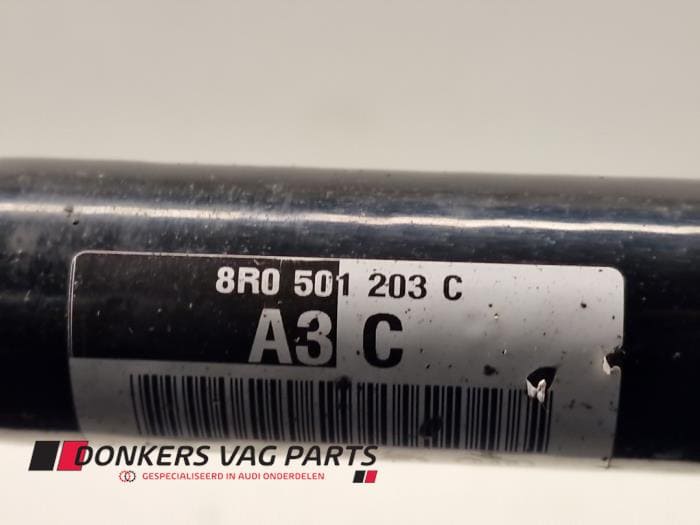 8R0 501 203 C
A3 C
DONKERS VAG PARTS
GESPECIALISEERD IN AUDI ONDERDELEN